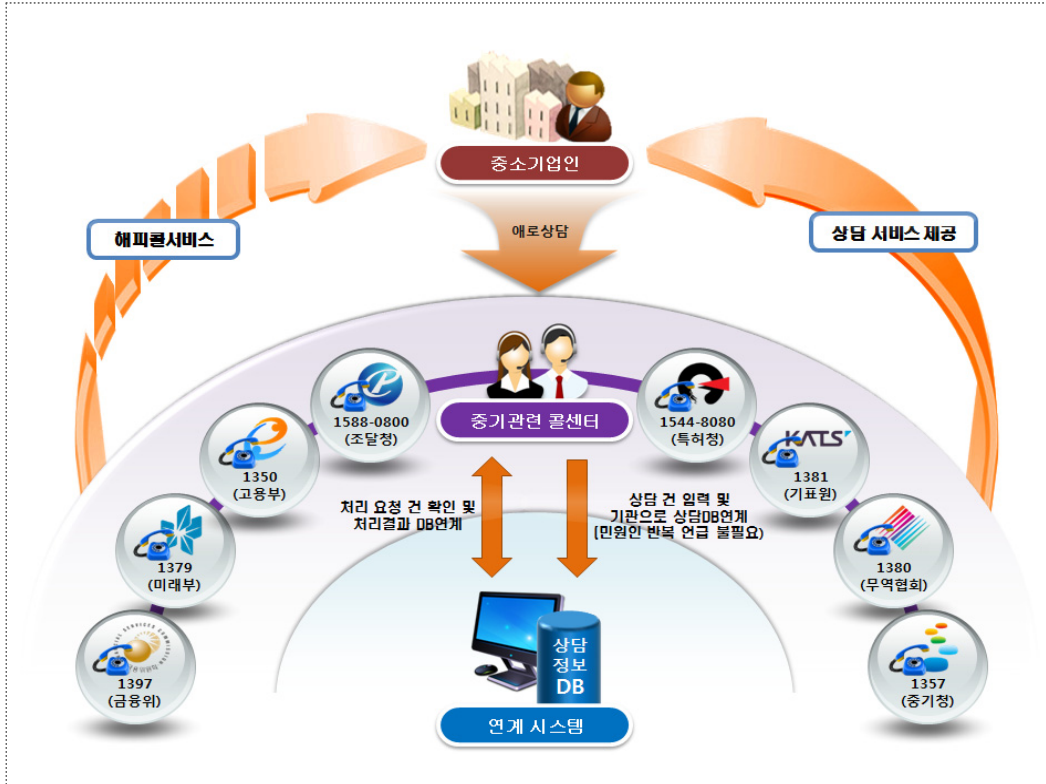 중소기업인
애로상담
해피콜서비스
상담 서비스 제공
중기관련 콜센터
1588-0800
(조달청)
1544-8080
(특허청)
1350
(고용부)
KATS
1381
(기표원)
1379
(미래부)
1380
(무역협회)
1397
(금융위)
1357
(중기청)
처리 요청 건 확인 및
처리결과 DB연계
상담 건 입력 및
기관으로 상담DB연계
(민원인 반복 언급 불필요)
상담
정보
DB
연계 시스템